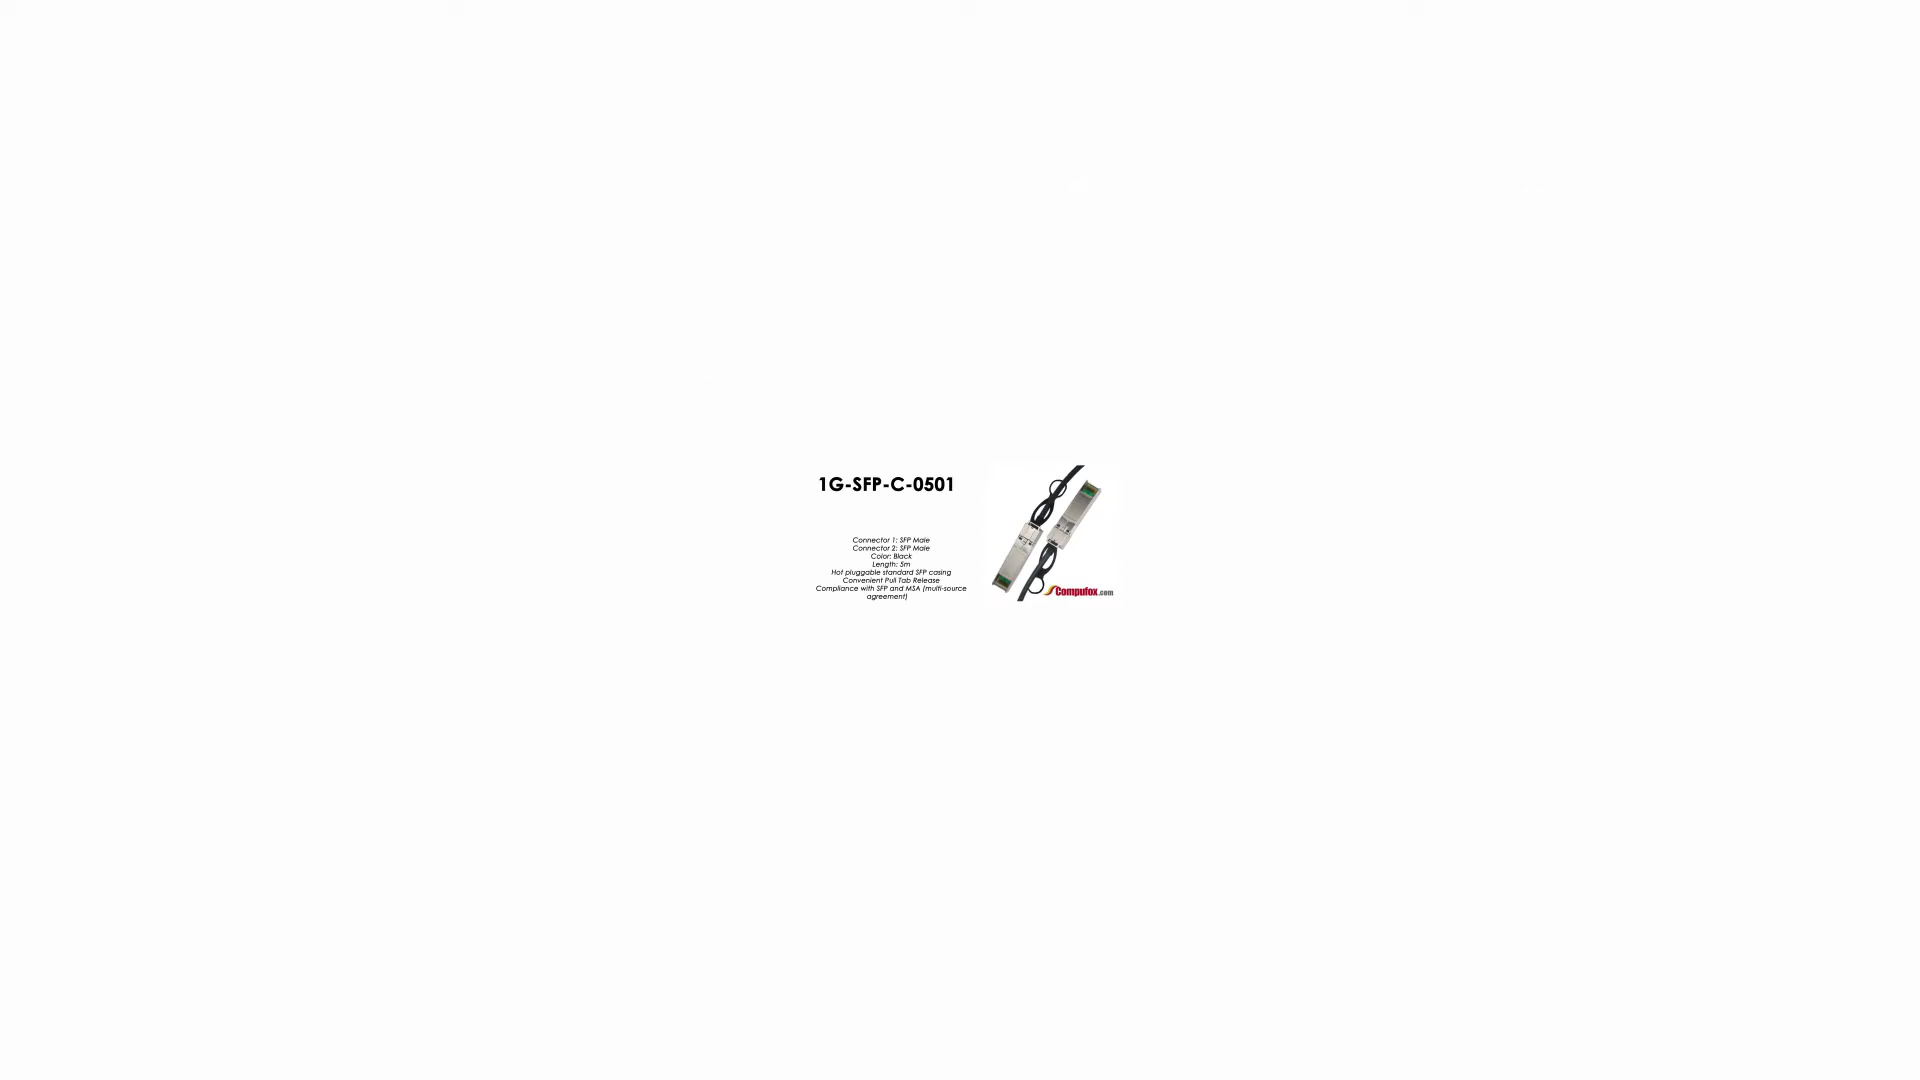 1G-SFP-C-0501
Connector 1: SFP Male
Connector 2: SFP Male
Color: Black
Length: 5m
Hot pluggable standard SFP casing
Convenient Pull Tab Release
Compliance with SFP and MSA (multi-source
agreement)
Compufox.com